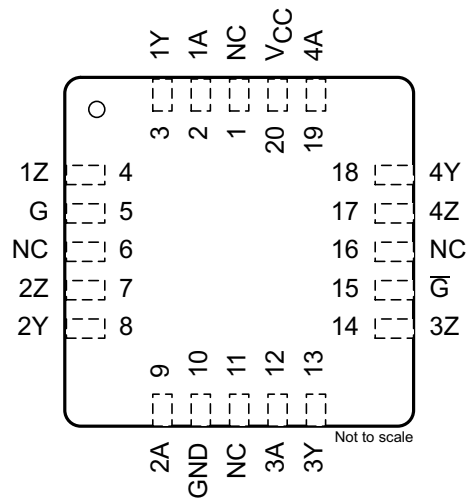 1Y 1A NC VCC 4A
3 2 1 20 19
1Z 4 18 4Y
G 5 17 4Z
NC 6 16 NC
2Z 7 15 G̅
2Y 8 14 3Z
9 10 11 12 13
2A GND NC 3A 3Y
Not to scale